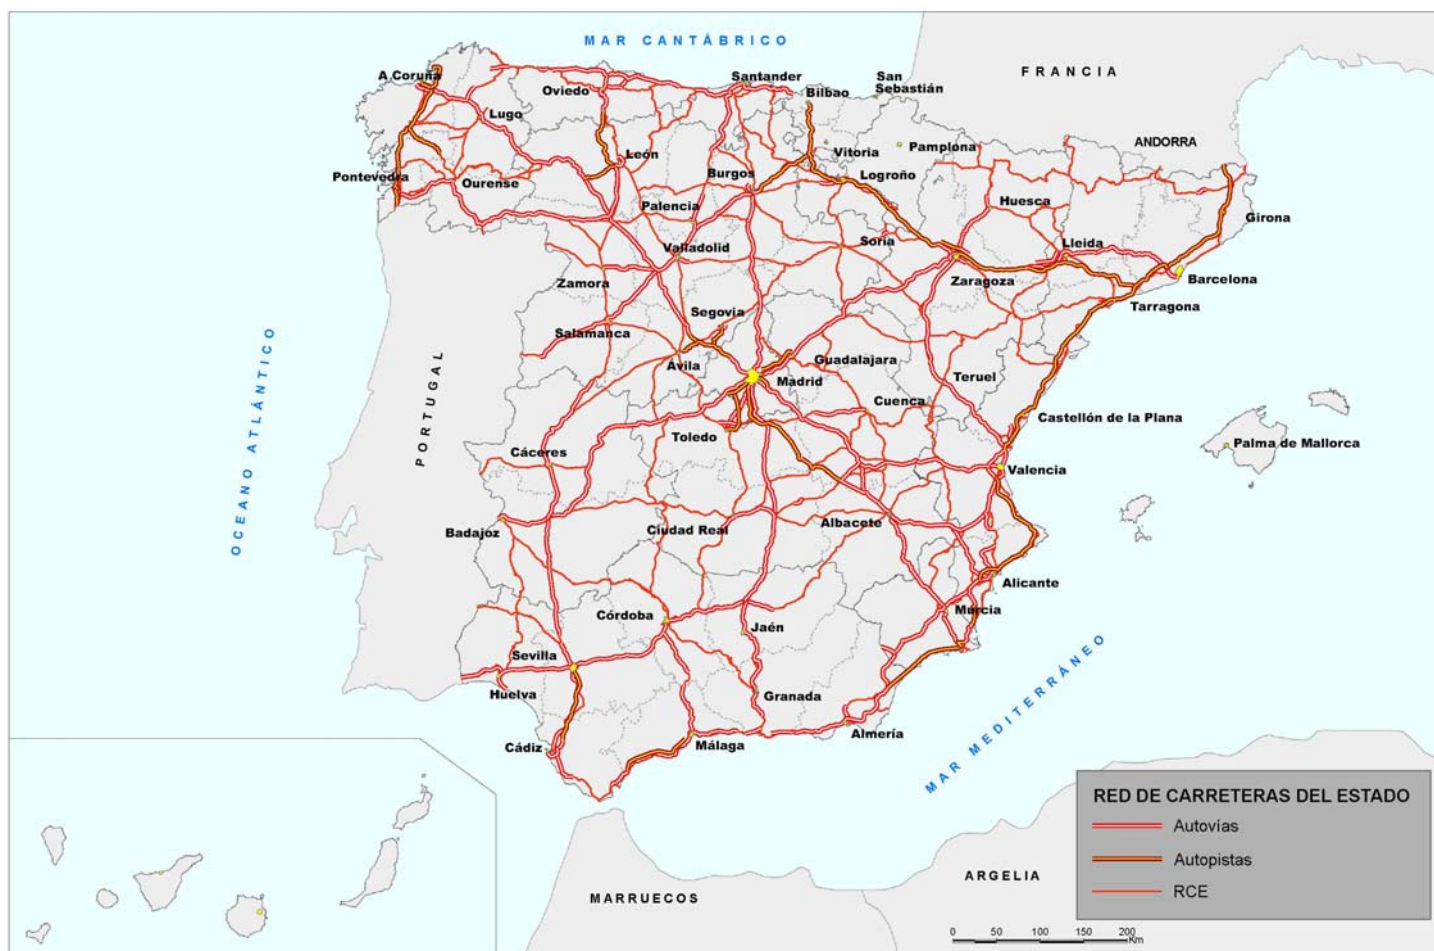 MAR CANTÁBRICO
FRANCIA
A Coruña
Santander
San
Sebastián
Oviedo
Bilbao
Lugo
ANDORRA
León
Vitoria
Pamplona
Pontevedra
Ourense
Burgos
Logroño
Palencia
Huesca
Girona
Valladolid
Soria
Lleida
Zamora
Zaragoza
Barcelona
Tarragona
Segovia
Salamanca
OCEANO ATLÁNTICO
PORTUGAL
Ávila
Guadalajara
Madrid
Teruel
Cuenca
Castellón de la Plana
Toledo
Palma de Mallorca
Cáceres
Valencia
Badajoz
Ciudad Real
Albacete
Alicante
Córdoba
Jaén
Murcia
Sevilla
Huelva
Granada
MAR MEDITERRÁNEO
Cádiz
Málaga
Almería
RED DE CARRETERAS DEL ESTADO
Autovías
Autopistas
RCE
ARGELIA
MARRUECOS
0 50 100 150 200
Km